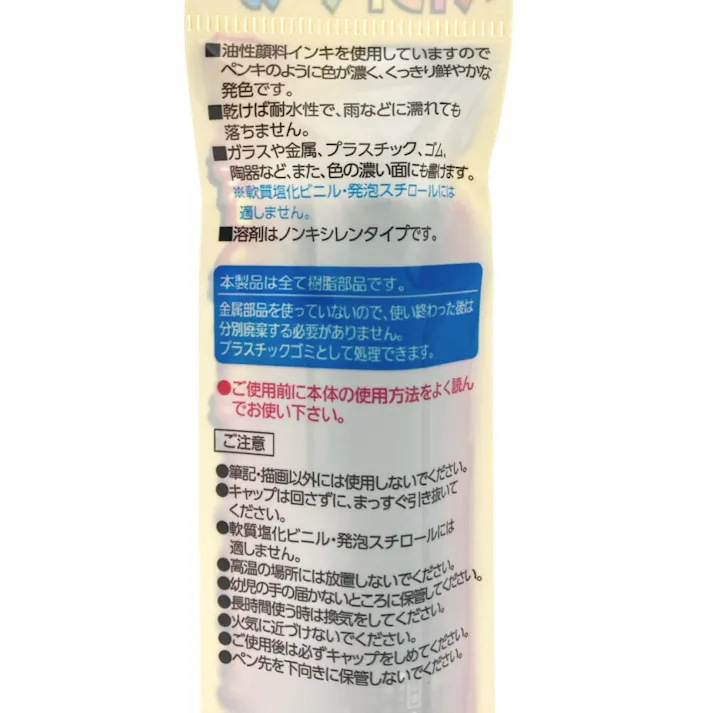 ■油性顔料インキを使用していますので
ペンキのように色が濃く、くっきり鮮やかな
発色です。
■乾けば耐水性で、雨などに濡れても
落ちません。
■ガラスや金属、プラスチック、ゴム、
陶器など、また、色の濃い面にも書けます。
※軟質塩化ビニル・発泡スチロールには
適しません。
■溶剤はノンキシレンタイプです。
本製品は全て樹脂部品です。
金属部品を使っていないので、使い終わった後は
分別廃棄する必要がありません。
プラスチックゴミとして処理できます。
●ご使用前に本体の使用方法をよく読ん
でお使い下さい。
ご注意
●筆記・描画以外には使用しないでください。
●キャップは回さずに、まっすぐ引き抜いて
ください。
●軟質塩化ビニル・発泡スチロールには
適しません。
●高温の場所には放置しないでください。
●幼児の手の届かないところに保管してください。
●長時間使う時は換気をしてください。
●火気に近づけないでください。
●ご使用後は必ずキャップをしめてください。
●ペン先を下向きに保管しないでください。